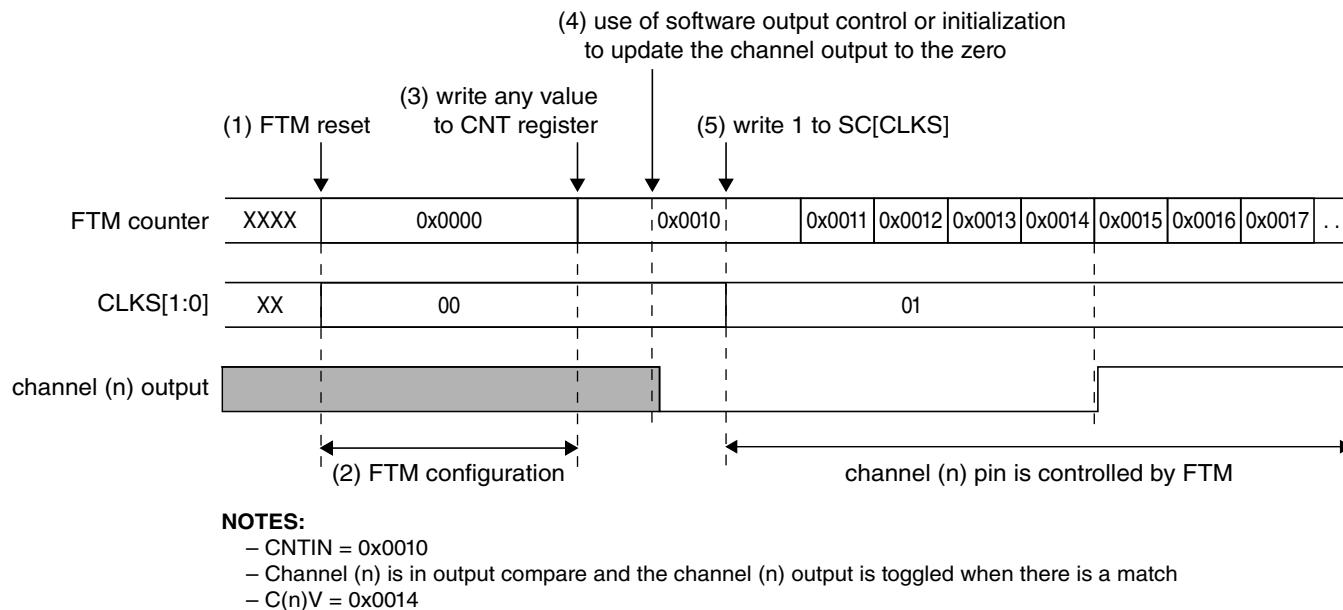 (4) use of software output control or initialization
to update the channel output to the zero
(3) write any value
to CNT register
(1) FTM reset
(5) write 1 to SC[CLKS]
FTM counter XXXX 0x0000 0x0010 0x0011 0x0012 0x0013 0x0014 0x0015 0x0016 0x0017 . .
CLKS[1:0] XX 00 01
channel (n) output
(2) FTM configuration
channel (n) pin is controlled by FTM
NOTES:
– CNTIN = 0x0010
– Channel (n) is in output compare and the channel (n) output is toggled when there is a match
– C(n)V = 0x0014